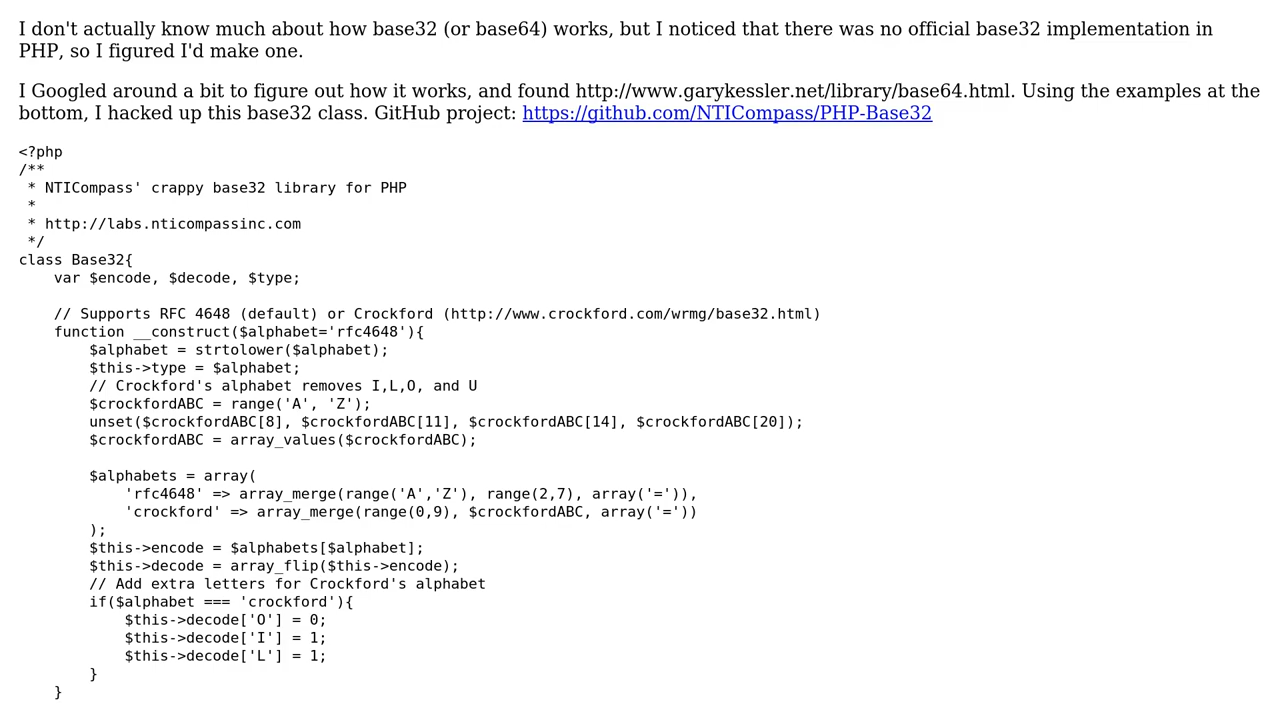 I don't actually know much about how base32 (or base64) works, but I noticed that there was no official base32 implementation in
PHP, so I figured I'd make one.
I Googled around a bit to figure out how it works, and found http://www.garykessler.net/library/base64.html. Using the examples at the
bottom, I hacked up this base32 class. GitHub project: https://github.com/NTICompass/PHP-Base32
<?php
/**
 * NTICompass' crappy base32 library for PHP
 *
 * http://labs.nticompassinc.com
 */
class Base32{
    var $encode, $decode, $type;

    // Supports RFC 4648 (default) or Crockford (http://www.crockford.com/wrmg/base32.html)
    function __construct($alphabet='rfc4648'){
        $alphabet = strtolower($alphabet);
        $this->type = $alphabet;
        // Crockford's alphabet removes I,L,O, and U
        $crockfordABC = range('A', 'Z');
        unset($crockfordABC[8], $crockfordABC[11], $crockfordABC[14], $crockfordABC[20]);
        $crockfordABC = array_values($crockfordABC);

        $alphabets = array(
            'rfc4648' => array_merge(range('A','Z'), range(2,7), array('=')),
            'crockford' => array_merge(range(0,9), $crockfordABC, array('='))
        );
        $this->encode = $alphabets[$alphabet];
        $this->decode = array_flip($this->encode);
        // Add extra letters for Crockford's alphabet
        if($alphabet === 'crockford'){
            $this->decode['O'] = 0;
            $this->decode['I'] = 1;
            $this->decode['L'] = 1;
        }
    }